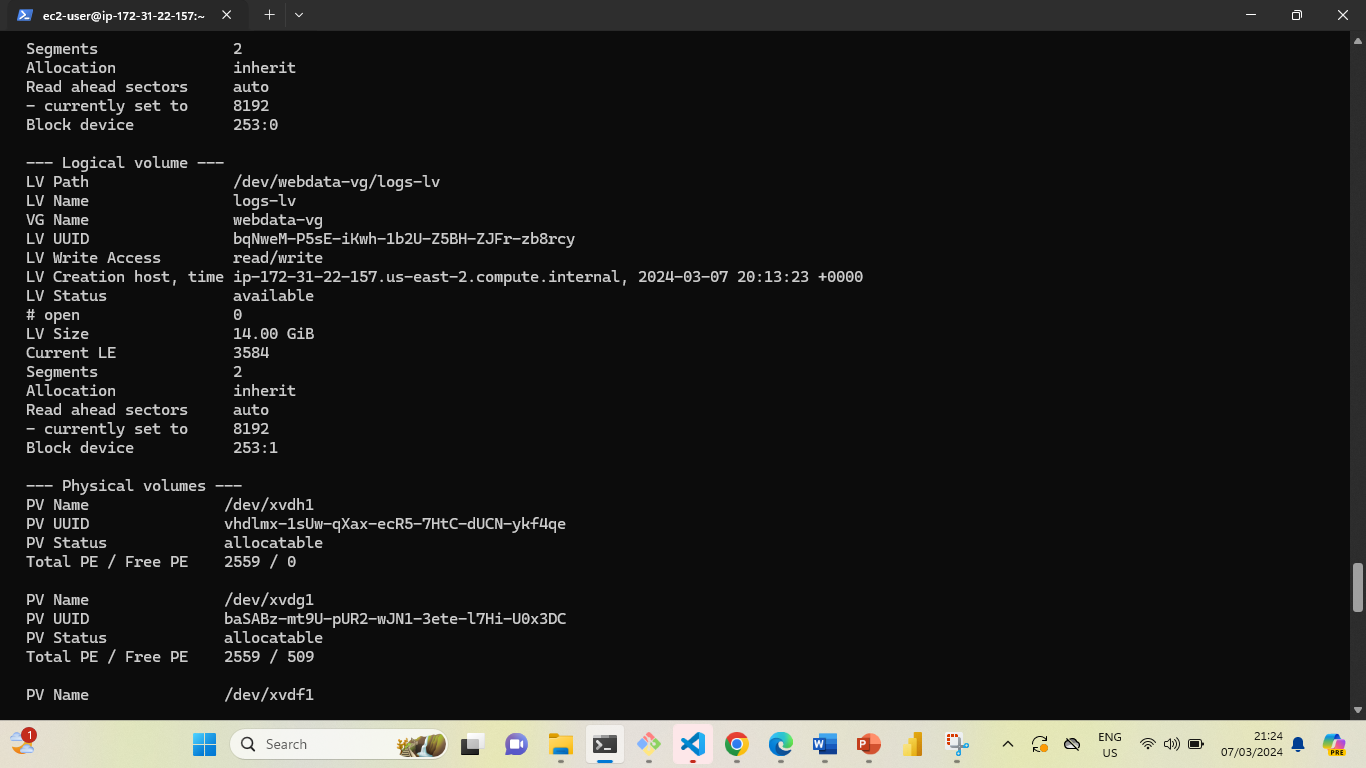 ec2-user@ip-172-31-22-157:~
Segments 2
Allocation inherit
Read ahead sectors auto
- currently set to 8192
Block device 253:0
--- Logical volume ---
LV Path /dev/webdata-vg/logs-lv
LV Name logs-lv
VG Name webdata-vg
LV UUID bqNweM-P5sE-iKwh-1b2U-Z5BH-ZJFr-zb8rcy
LV Write Access read/write
LV Creation host, time ip-172-31-22-157.us-east-2.compute.internal, 2024-03-07 20:13:23 +0000
LV Status available
# open 0
LV Size 14.00 GiB
Current LE 3584
Segments 2
Allocation inherit
Read ahead sectors auto
- currently set to 8192
Block device 253:1
--- Physical volumes ---
PV Name /dev/xvdh1
PV UUID vhdlmx-1sUw-qXax-ecR5-7HtC-dUCN-ykf4qe
PV Status allocatable
Total PE / Free PE 2559 / 0
PV Name /dev/xvdg1
PV UUID baSABz-mt9U-pUR2-wJN1-3ete-l7Hi-U0x3DC
PV Status allocatable
Total PE / Free PE 2559 / 509
PV Name /dev/xvdf1
1
Search
ENG
US
21:24
07/03/2024
PRE